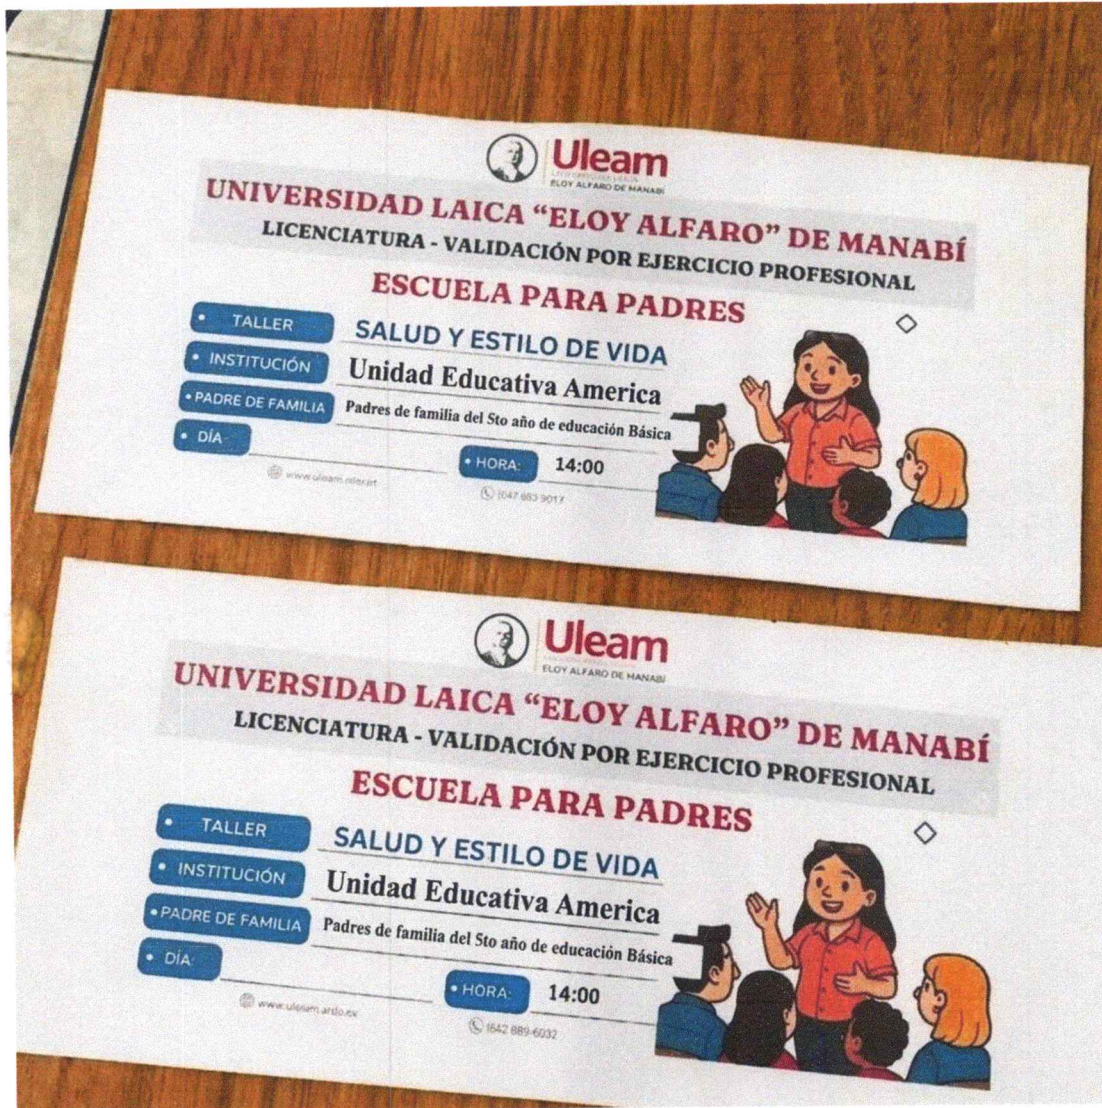 Uleam
ELOY ALFARO DE MANABÍ
UNIVERSIDAD LAICA “ELOY ALFARO” DE MANABÍ
LICENCIATURA - VALIDACIÓN POR EJERCICIO PROFESIONAL
ESCUELA PARA PADRES
• TALLER SALUD Y ESTILO DE VIDA
• INSTITUCIÓN Unidad Educativa America
• PADRE DE FAMILIA Padres de familia del 5to año de educación Básica
• DÍA: • HORA: 14:00
Uleam
ELOY ALFARO DE MANABÍ
UNIVERSIDAD LAICA “ELOY ALFARO” DE MANABÍ
LICENCIATURA - VALIDACIÓN POR EJERCICIO PROFESIONAL
ESCUELA PARA PADRES
• TALLER SALUD Y ESTILO DE VIDA
• INSTITUCIÓN Unidad Educativa America
• PADRE DE FAMILIA Padres de familia del 5to año de educación Básica
• DÍA: • HORA: 14:00